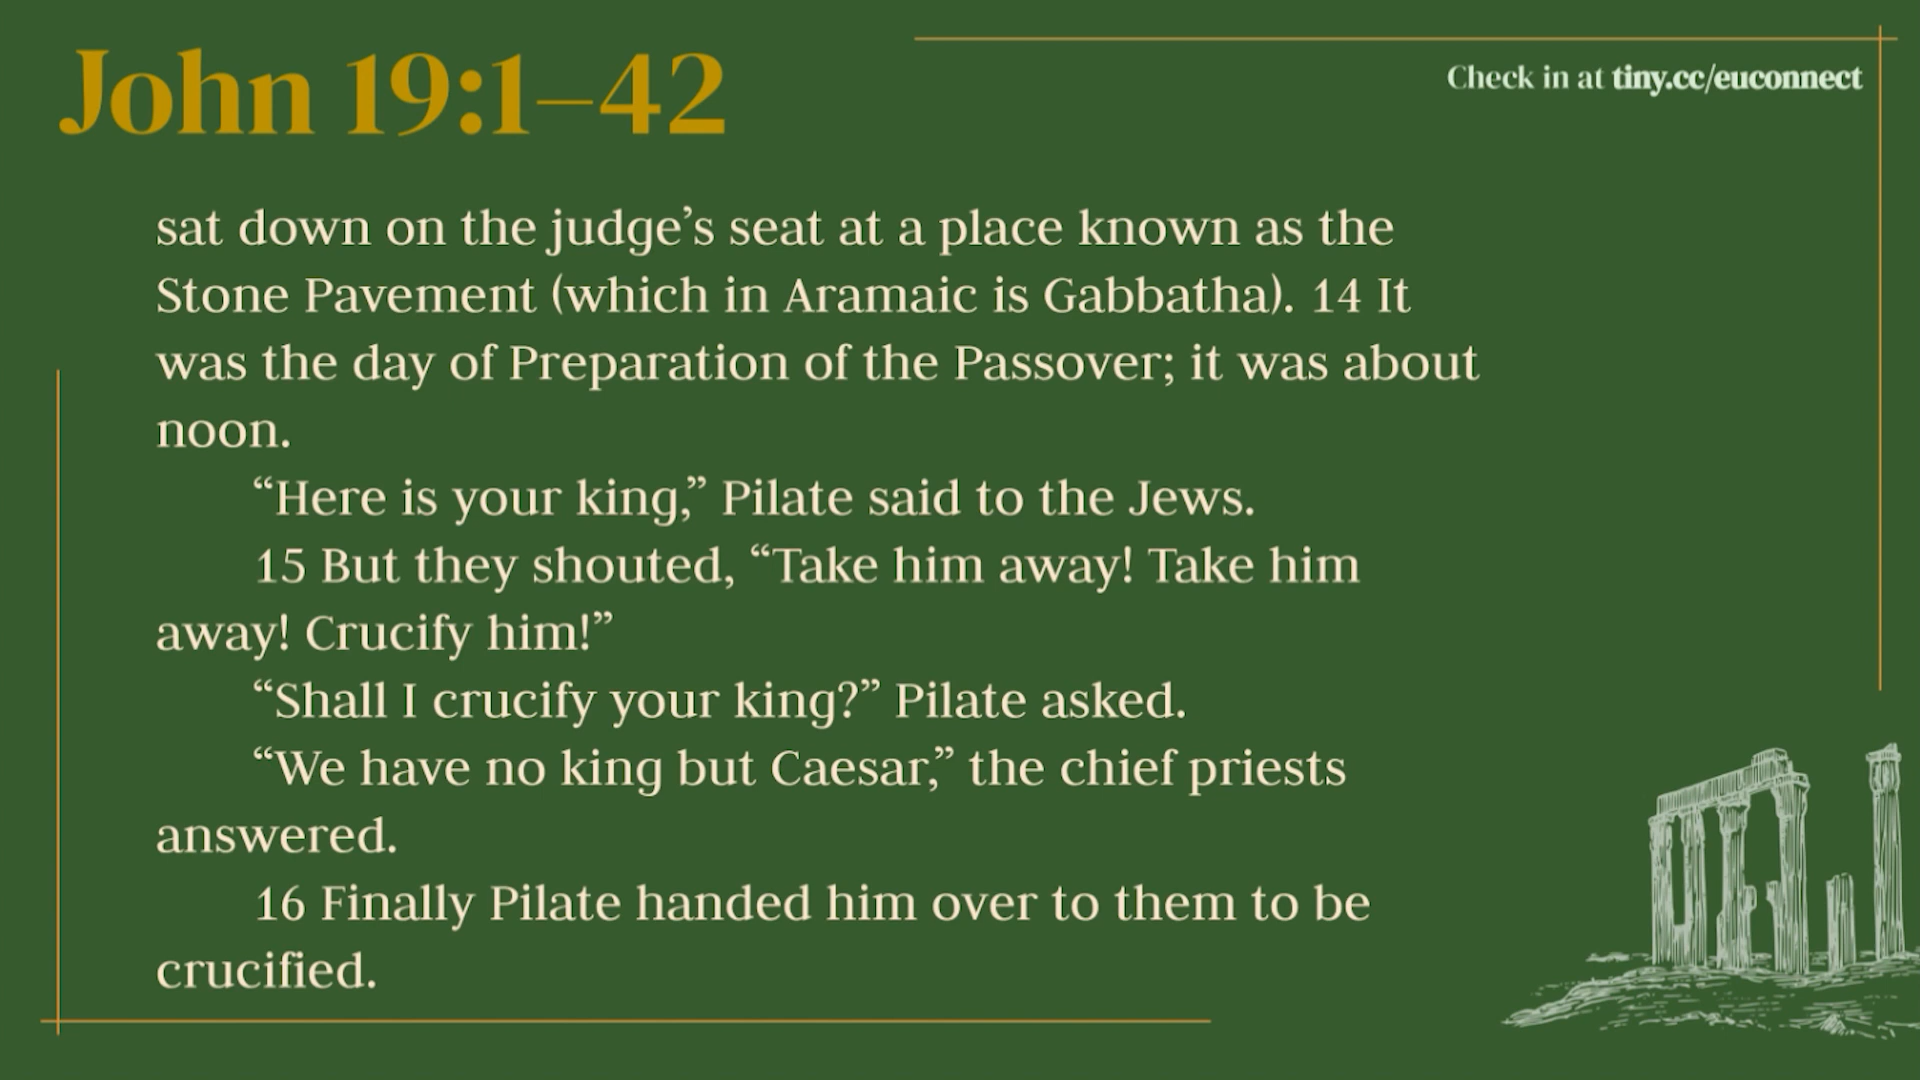 John 19:1–42
Check in at tiny.cc/euconnect
sat down on the judge’s seat at a place known as the
Stone Pavement (which in Aramaic is Gabbatha). 14 It
was the day of Preparation of the Passover; it was about
noon.
“Here is your king,” Pilate said to the Jews.
15 But they shouted, “Take him away! Take him
away! Crucify him!”
“Shall I crucify your king?” Pilate asked.
“We have no king but Caesar,” the chief priests
answered.
16 Finally Pilate handed him over to them to be
crucified.